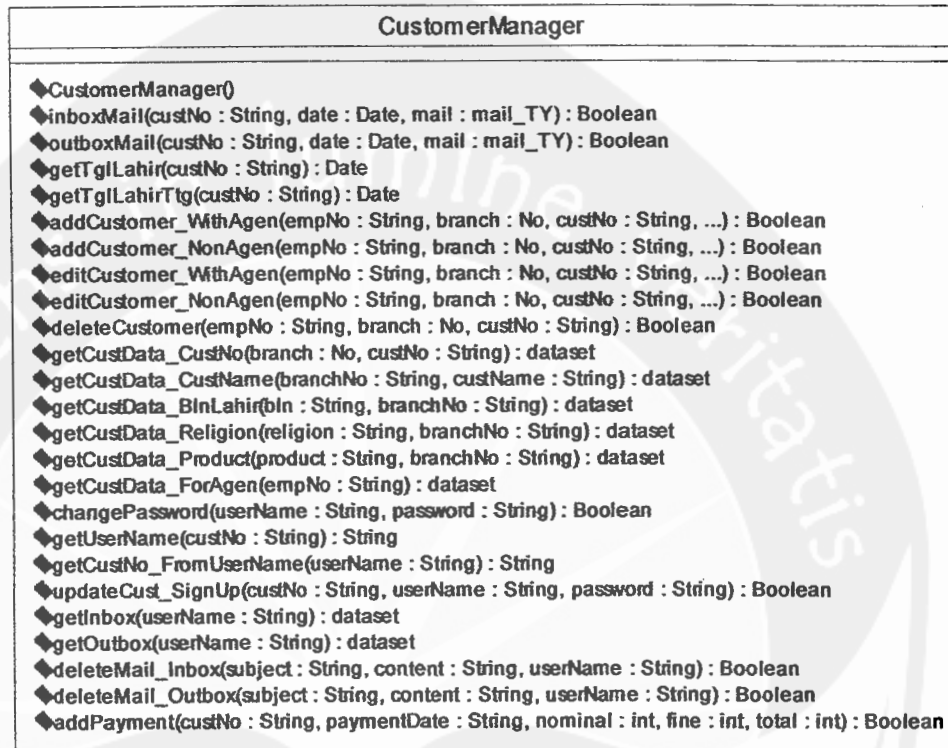 CustomerManager
CustomerManager()
inboxMail(custNo : String, date : Date, mail : mail_TY) : Boolean
outboxMail(custNo : String, date : Date, mail : mail_TY) : Boolean
getTglLahir(custNo : String) : Date
getTglLahirTtg(custNo : String) : Date
addCustomer_WithAgen(empNo : String, branch : No, custNo : String, ...) : Boolean
addCustomer_NonAgen(empNo : String, branch : No, custNo : String, ...) : Boolean
editCustomer_WithAgen(empNo : String, branch : No, custNo : String, ...) : Boolean
editCustomer_NonAgen(empNo : String, branch : No, custNo : String, ...) : Boolean
deleteCustomer(empNo : String, branch : No, custNo : String) : Boolean
getCustData_CustNo(branch : No, custNo : String) : dataset
getCustData_CustName(branchNo : String, custName : String) : dataset
getCustData_BlnLahir(bln : String, branchNo : String) : dataset
getCustData_Religion(religion : String, branchNo : String) : dataset
getCustData_Product(product : String, branchNo : String) : dataset
getCustData_ForAgen(empNo : String) : dataset
changePassword(userName : String, password : String) : Boolean
getUserName(custNo : String) : String
getCustNo_FromUserName(userName : String) : String
updateCust_SignUp(custNo : String, userName : String, password : String) : Boolean
getInbox(userName : String) : dataset
getOutbox(userName : String) : dataset
deleteMail_Inbox(subject : String, content : String, userName : String) : Boolean
deleteMail_Outbox(subject : String, content : String, userName : String) : Boolean
addPayment(custNo : String, paymentDate : String, nominal : int, fine : int, total : int) : Boolean